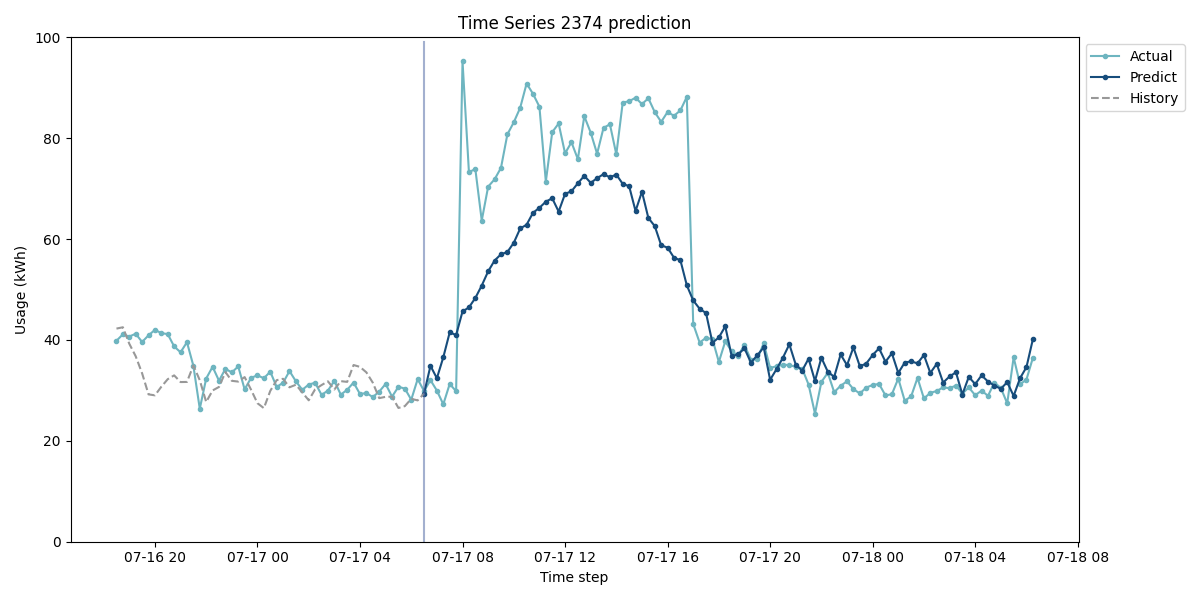 Time Series 2374 prediction
100
80
60
40
20
0
Usage (kWh)
07-16 20
07-17 00
07-17 04
07-17 08
07-17 12
07-17 16
07-17 20
07-18 00
07-18 04
07-18 08
Time step
Actual
Predict
History